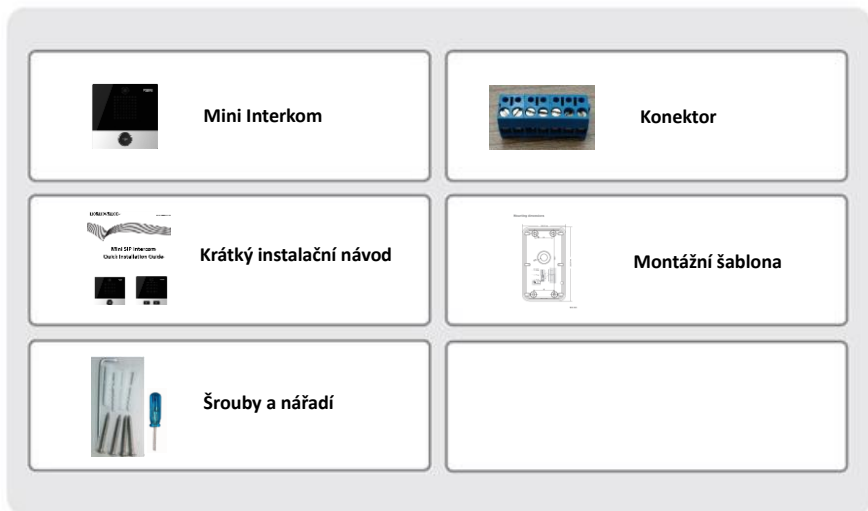 Mini Interkom
Konektor
Mini SIP Intercom
Quick Installation Guide
Krátký instalační návod
Montážní šablona
Šrouby a nářadí